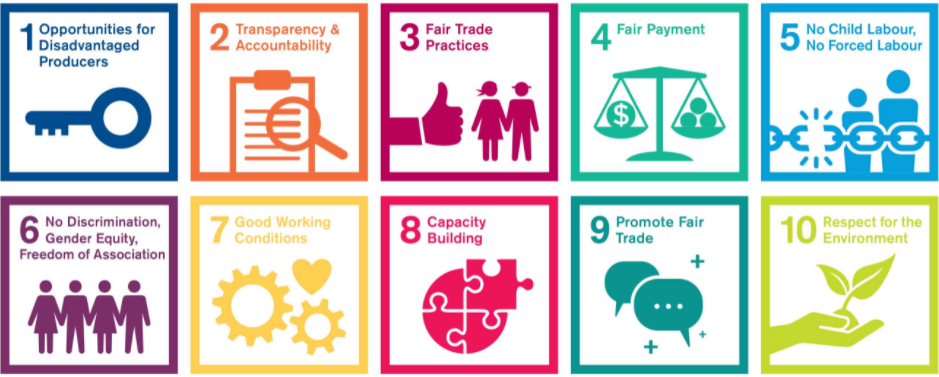 1 Opportunities for
Disadvantaged
Producers
2 Transparency &
Accountability
3 Fair Trade
Practices
4 Fair Payment
$
5 No Child Labour,
No Forced Labour
6 No Discrimination,
Gender Equity,
Freedom of Association
7 Good Working
Conditions
8 Capacity
Building
9 Promote Fair
Trade
10 Respect for the
Environment